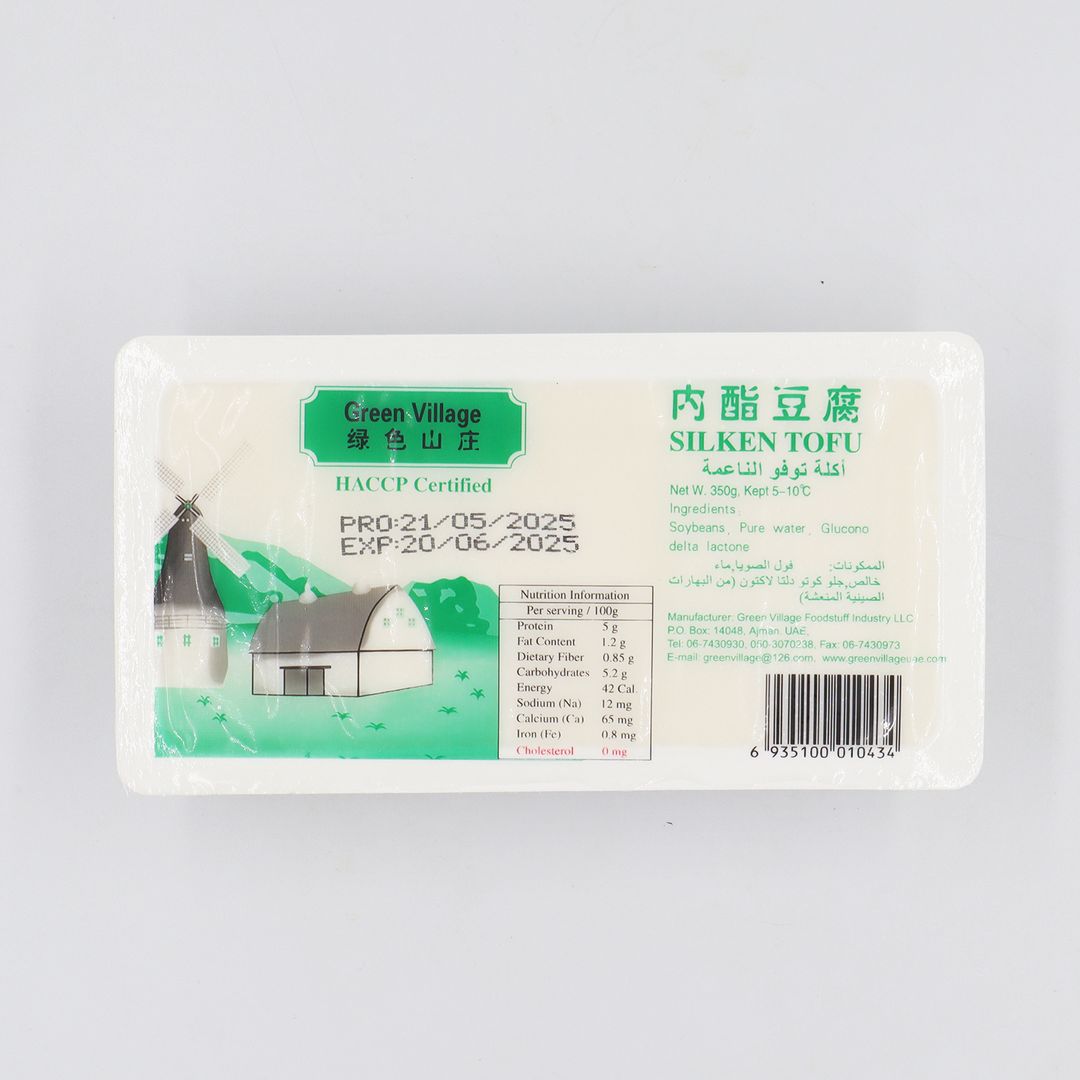 Green Village
绿色山庄
HACCP Certified
PRO:21/05/2025
EXP:20/06/2025
Nutrition Information
Per serving / 100g
Protein 5 g
Fat Content 1.2 g
Dietary Fiber 0.85 g
Carbohydrates 5.2 g
Energy 42 Cal
Sodium (Na) 12 mg
Calcium (Ca) 65 mg
Iron (Fe) 0.8 mg
Cholesterol 0 mg
内酯豆腐
SILKEN TOFU
أكلة توفو الناعمة
Net W. 350g, Kept 5-10℃
Ingredients:
Soybeans, Pure water, Glucono
delta lactone
الممكونات: فول الصويا,ماء
خالص,جلو كونو دلتا لاكتون (من البهارات
الصينية المنعشة)
Manufacturer: Green Village Foodstuff Industry LLC
P.O. Box: 14048, Ajman. UAE,
Tel: 06-7430930, 050-3070238, Fax: 06-7430973
E-mail: greenvillage@126.com, www.greenvillageuae.com
6 935100 010434